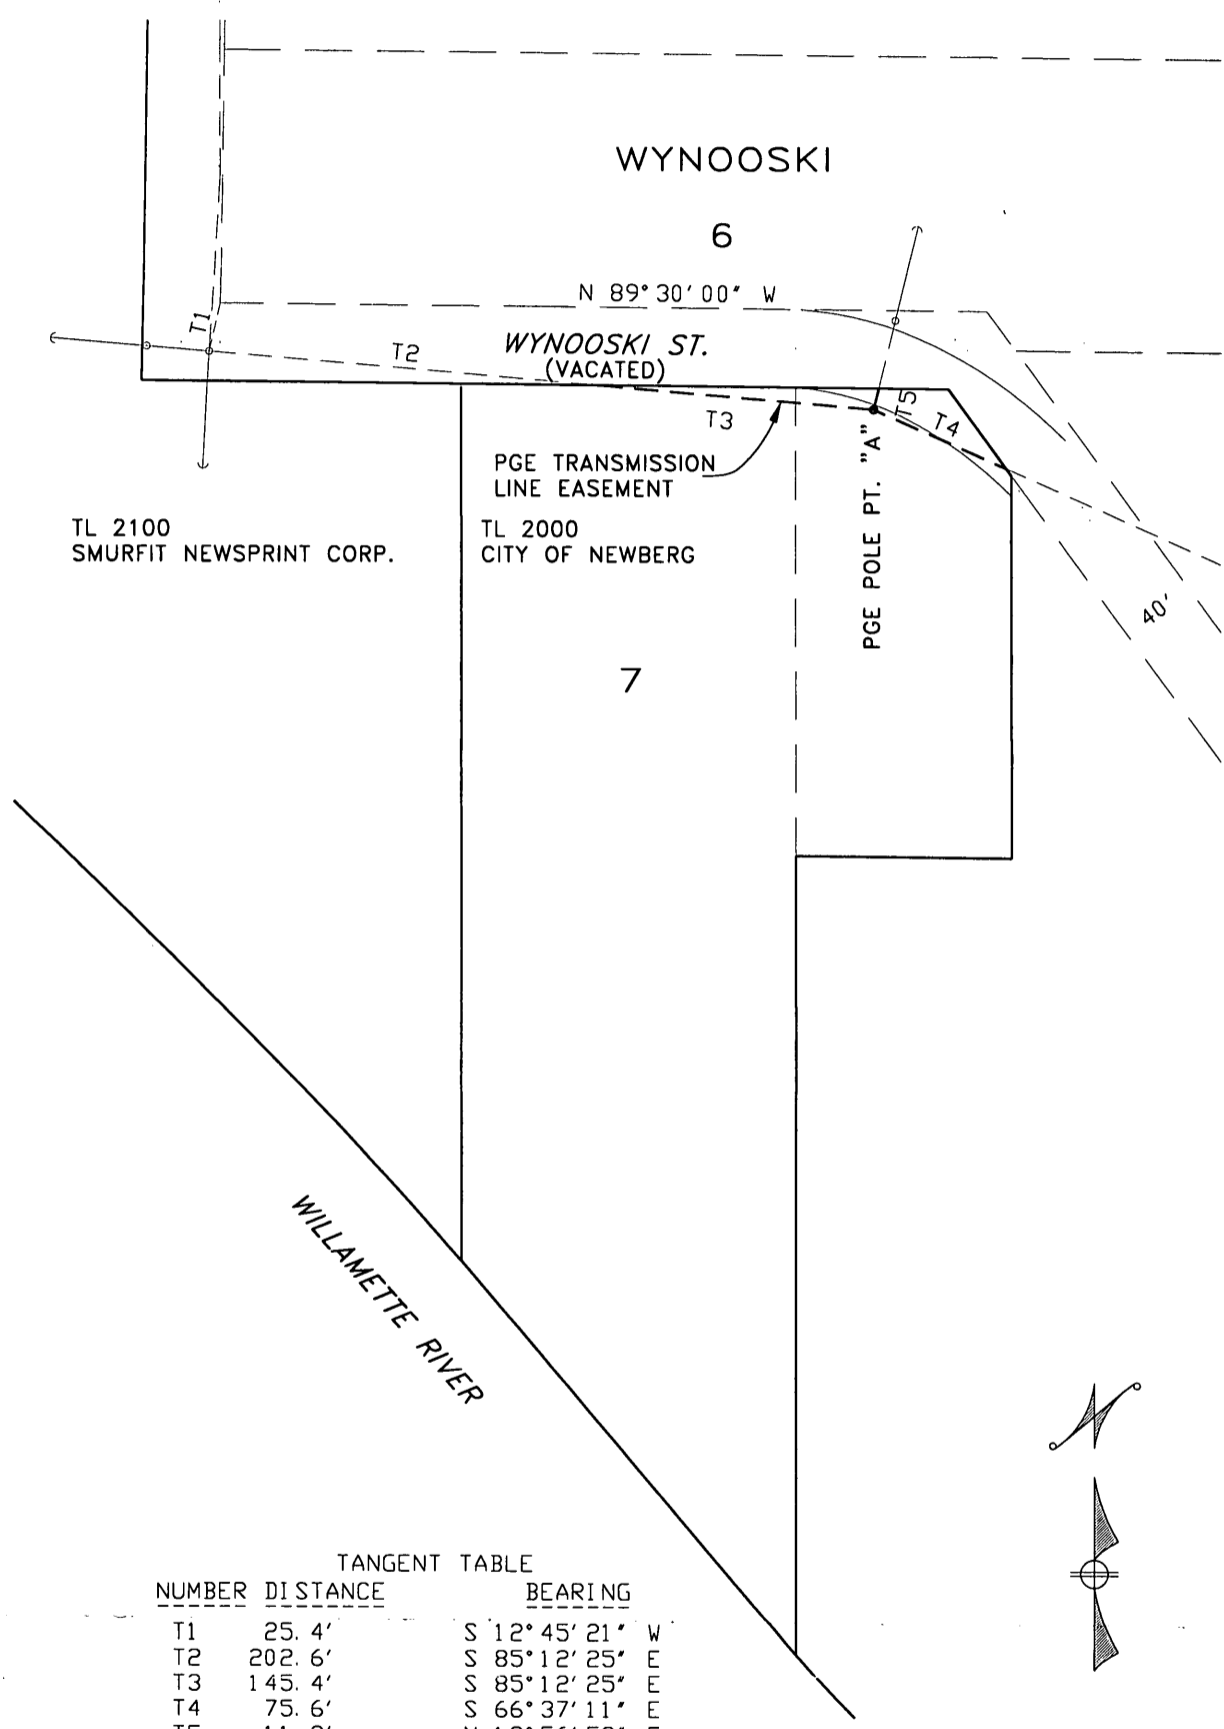 WYNOOSKI
6
N 89° 30' 00" W
T1
T2
WYNOOSKI ST.
(VACATED)
T3
T5
T4
PGE TRANSMISSION
LINE EASEMENT
PGE POLE PT. "A"
TL 2100
SMURFIT NEWSPRINT CORP.
TL 2000
CITY OF NEWBERG
40'
7
WILLAMETTE RIVER
TANGENT TABLE
NUMBER DISTANCE BEARING
T1 25. 4' S 12° 45' 21" W
T2 202. 6' S 85° 12' 25" E
T3 145. 4' S 85° 12' 25" E
T4 75. 6' S 66° 37' 11" E